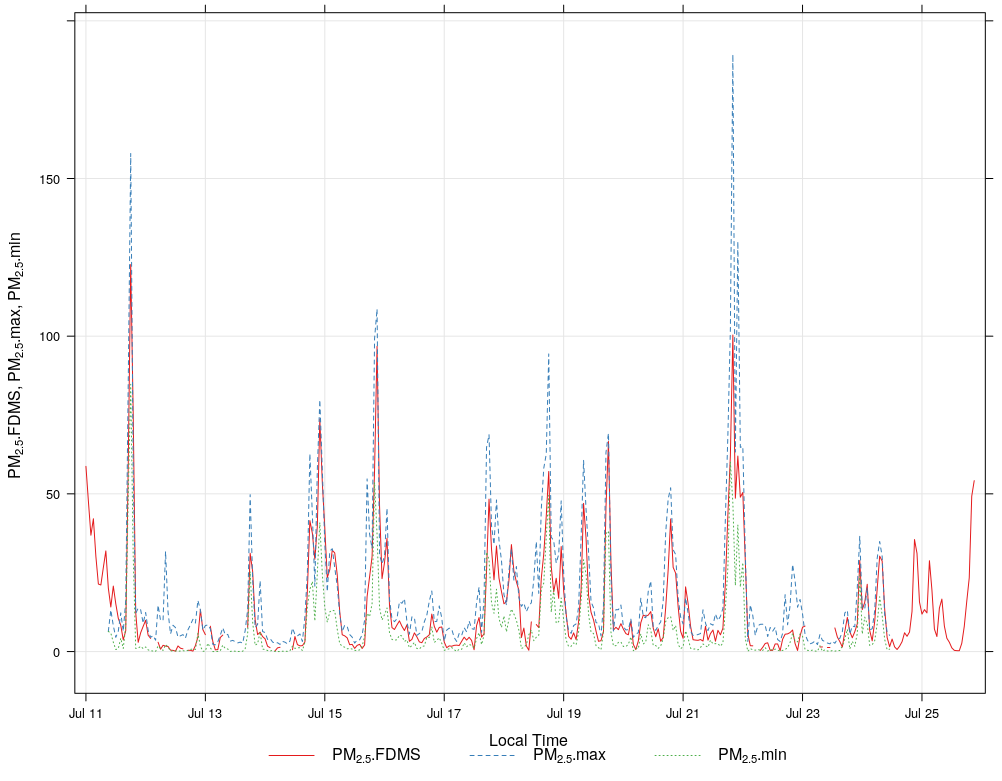 150
100
50
0
PM2.5.FDMS, PM2.5.max, PM2.5.min
Jul 11 Jul 13 Jul 15 Jul 17 Jul 19 Jul 21 Jul 23 Jul 25
Local Time
PM2.5.FDMS PM2.5.max PM2.5.min